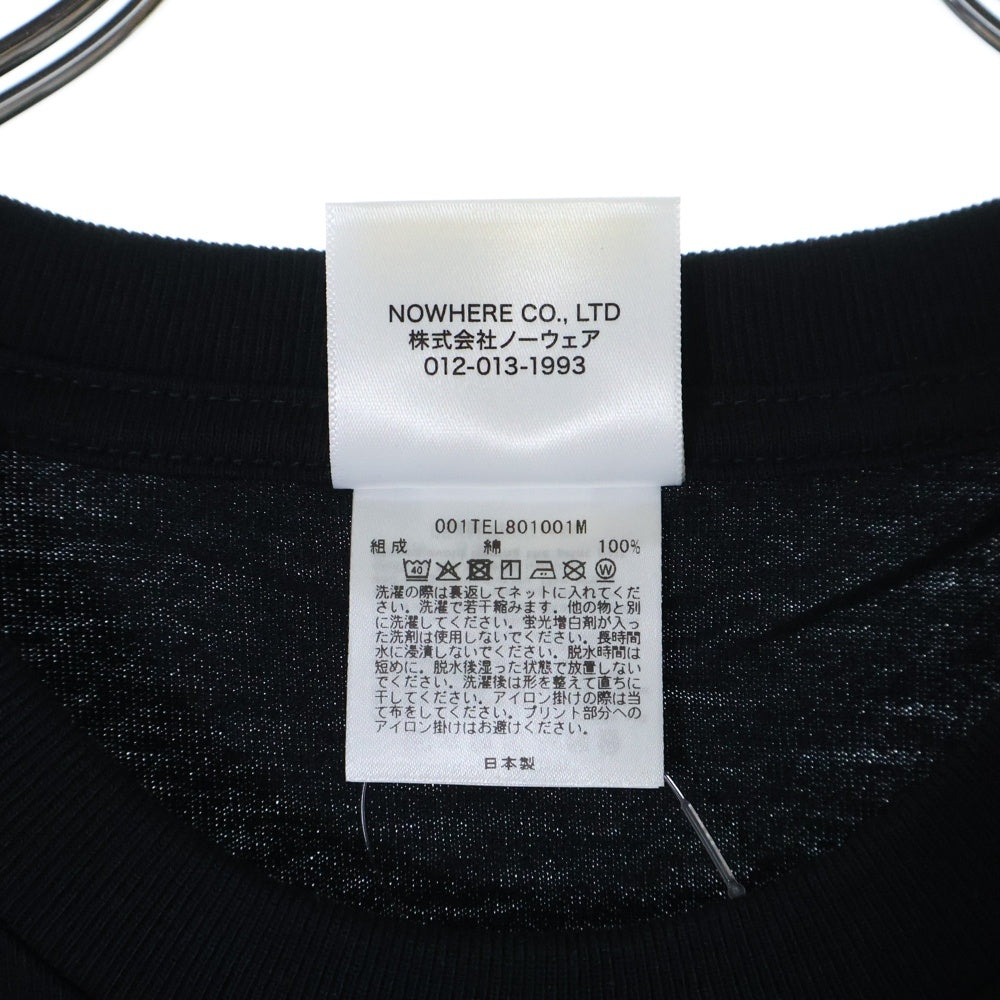 NOWHERE CO., LTD
株式会社ノーウェア
012-013-1993
001TEL801001M
組成 綿 100%
40 W
洗濯の際は裏返してネットに入れてくだ
さい。洗濯で若干縮みます。他の物と別
に洗濯してください。蛍光増白剤が入っ
た洗剤は使用しないでください。長時間
水に浸漬しないでください。脱水時間は
短めに。脱水後湿った状態で放置しない
でください。洗濯後は形を整えて直ちに
干してください。アイロン掛けの際は当
て布をしてください。プリント部分への
アイロン掛けはお避けください。
日本製